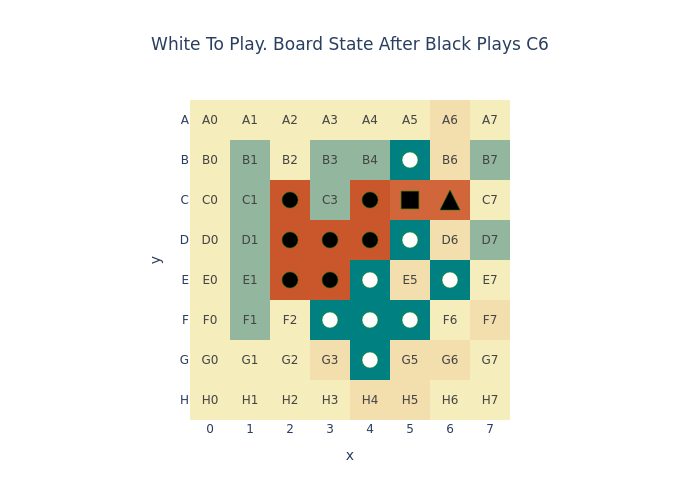 White To Play. Board State After Black Plays C6
A A0 A1 A2 A3 A4 A5 A6 A7
B B0 B1 B2 B3 B4 B6 B7
C C0 C1 C3 C7
D D0 D1 D6 D7
E E0 E1 E5 E7
F F0 F1 F2 F6 F7
G G0 G1 G2 G3 G5 G6 G7
H H0 H1 H2 H3 H4 H5 H6 H7
0 1 2 3 4 5 6 7
x
y